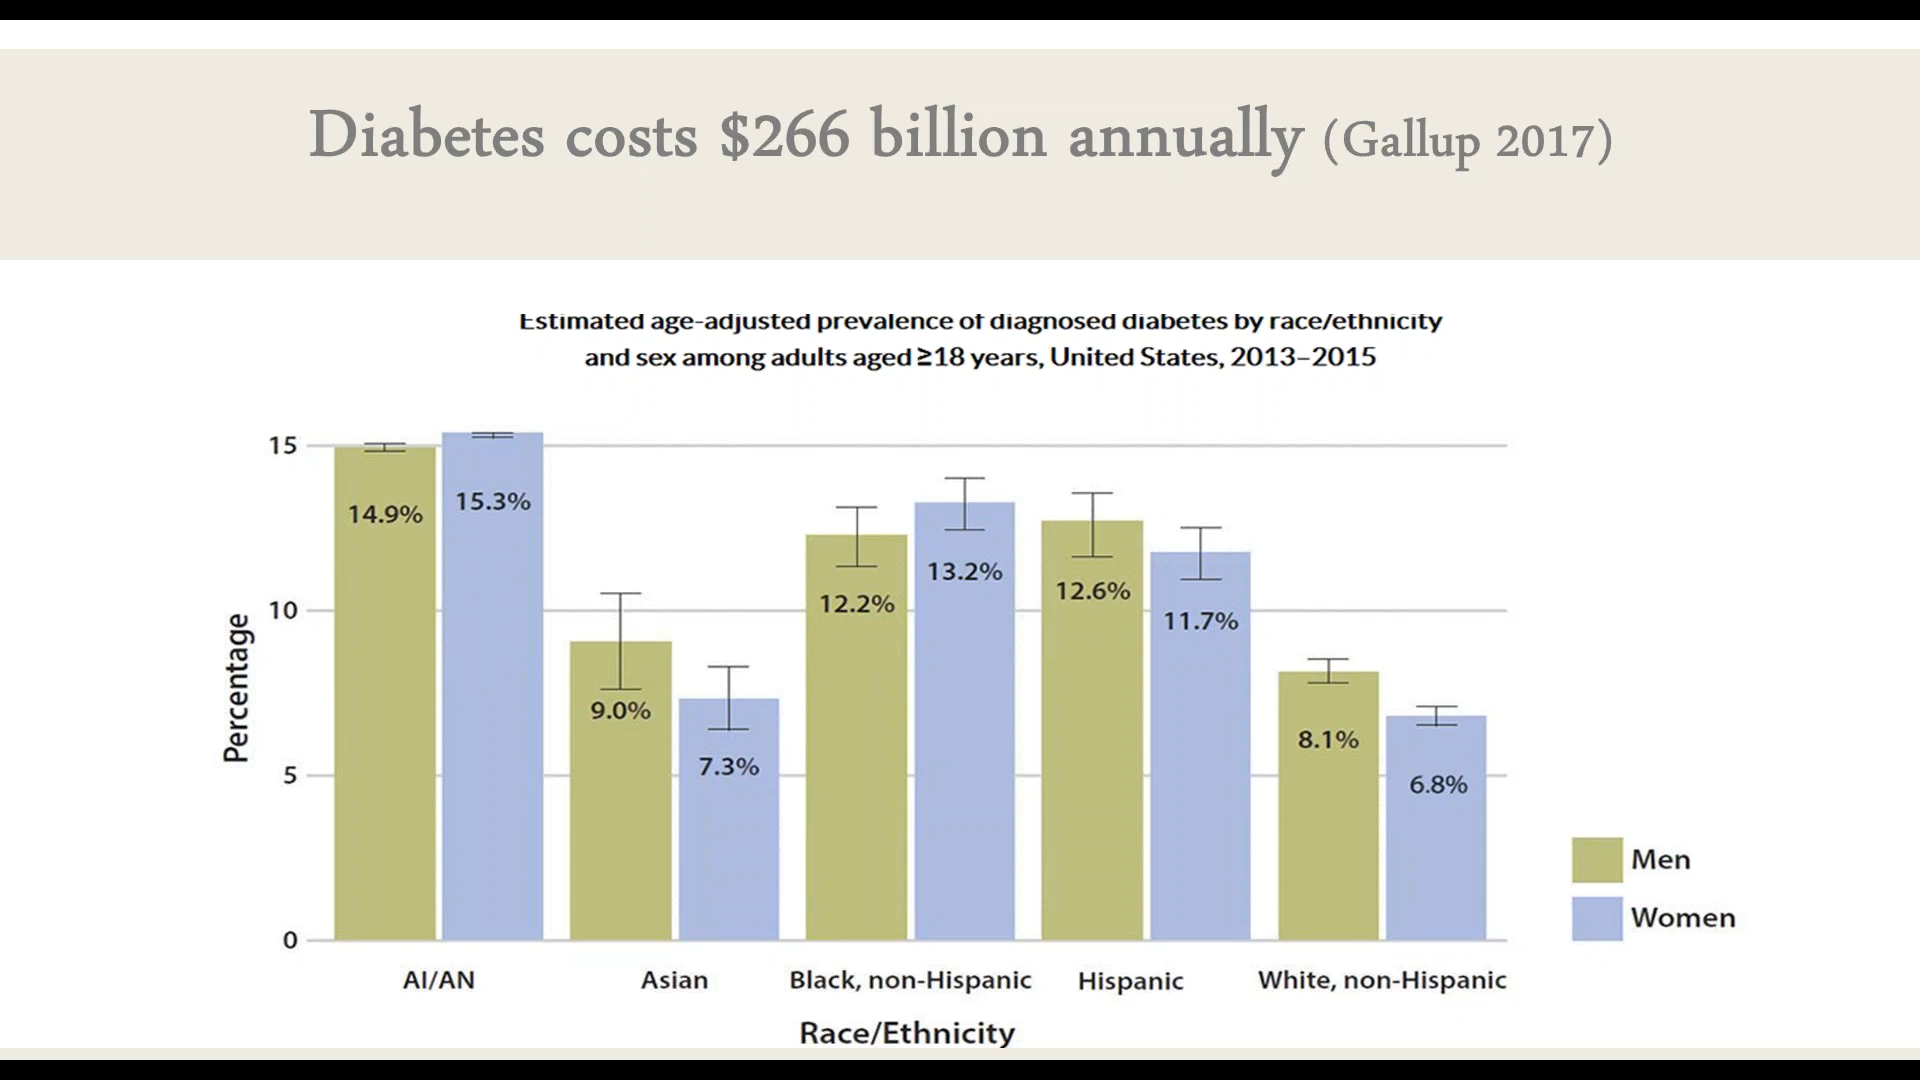 Diabetes costs $266 billion annually (Gallup 2017)
Estimated age-adjusted prevalence of diagnosed diabetes by race/ethnicity
and sex among adults aged ≥18 years, United States, 2013–2015
15
14.9%
15.3%
13.2%
12.6%
12.2%
11.7%
10
9.0%
7.3%
8.1%
6.8%
5
0
Percentage
Men
Women
AI/AN
Asian
Black, non-Hispanic
Hispanic
White, non-Hispanic
Race/Ethnicity